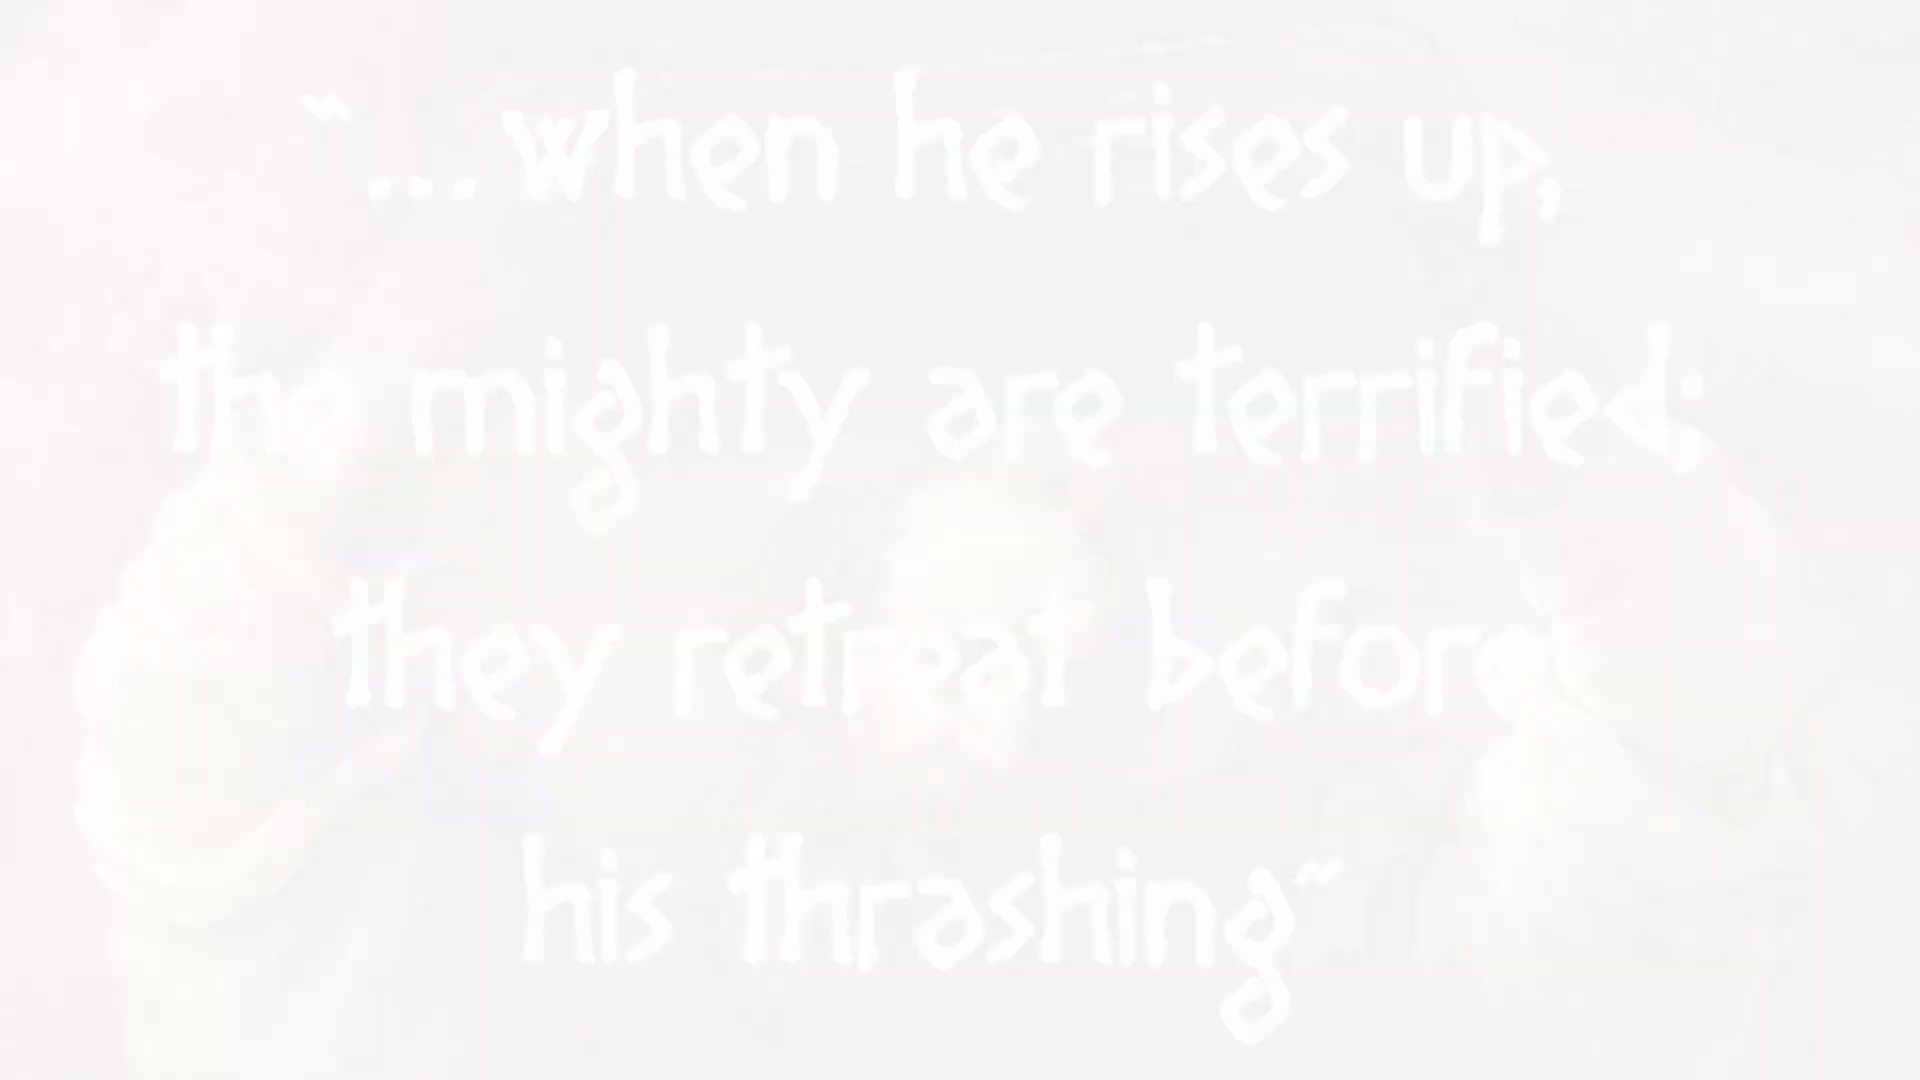 ~...when he rises up,
the mighty are terrified;
they retreat before
his thrashing~